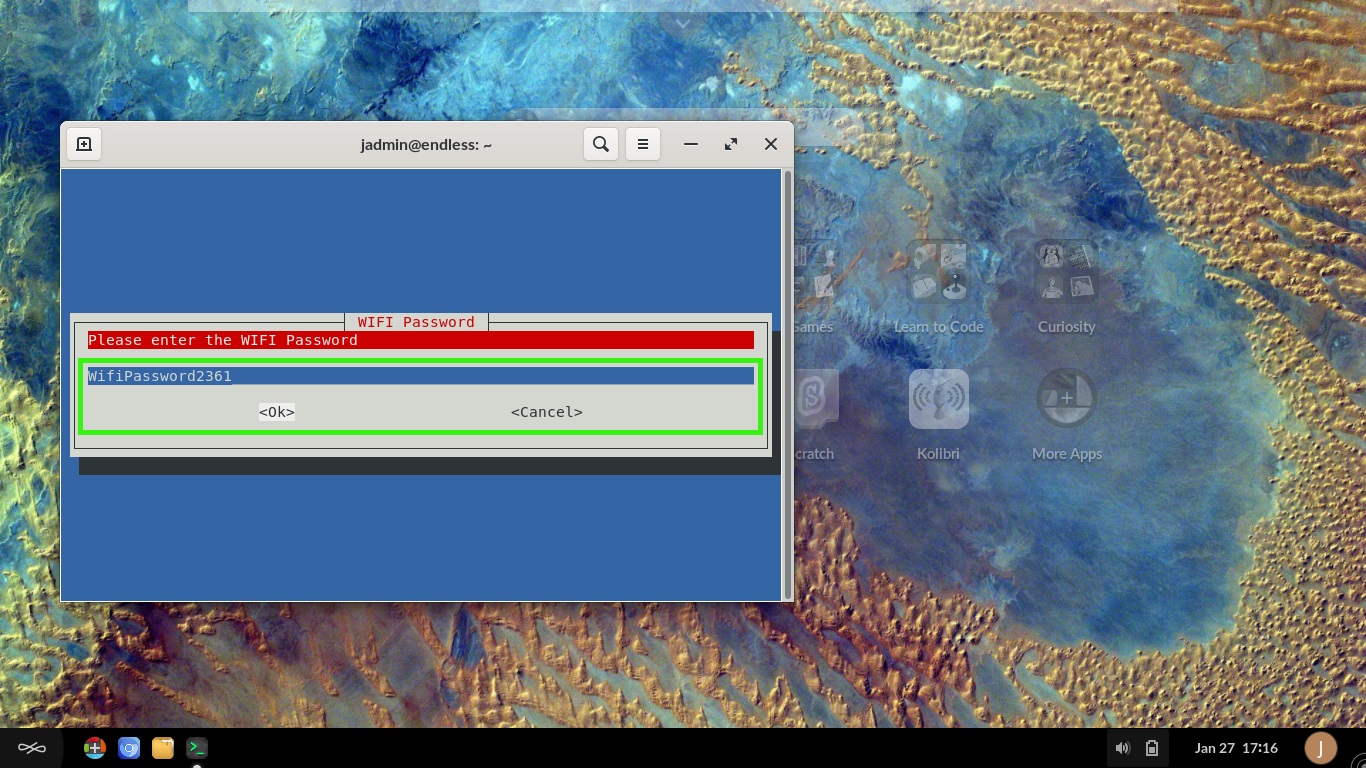 jadmin@endless: ~
WIFI Password
Please enter the WIFI Password
WifiPassword2361
<Ok> <Cancel>
Games Learn to Code Curiosity
cratch Kolibri More Apps
Jan 27 17:16
J